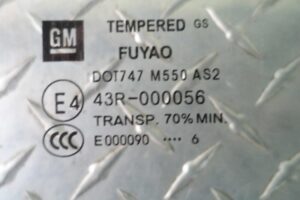 GM
TEMPERED GS
FUYAO
DOT747 M550 AS2
E4 43R-000056
TRANSP. 70% MIN.
CCC E000090 .... 6